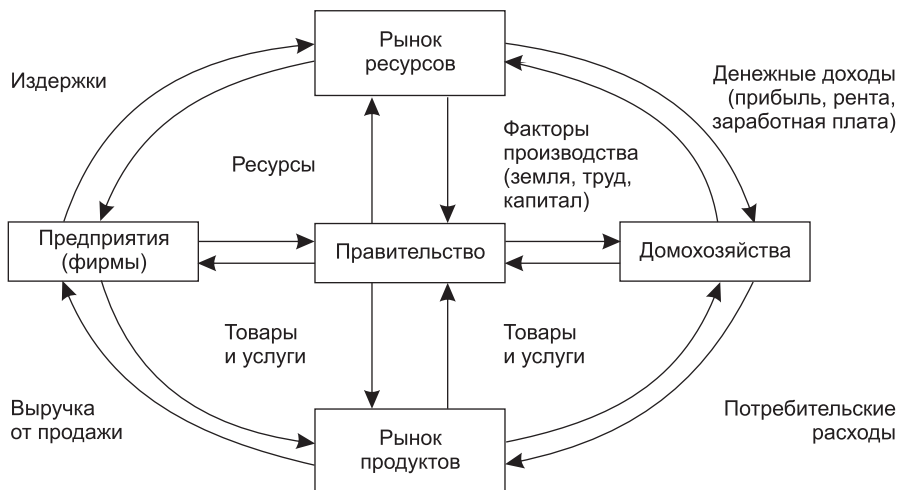 Рынок
ресурсов
Издержки
Денежные доходы
(прибыль, рента,
заработная плата)
Ресурсы
Факторы
производства
(земля, труд,
капитал)
Предприятия
(фирмы)
Правительство
Домохозяйства
Товары
и услуги
Товары
и услуги
Выручка
от продажи
Потребительские
расходы
Рынок
продуктов